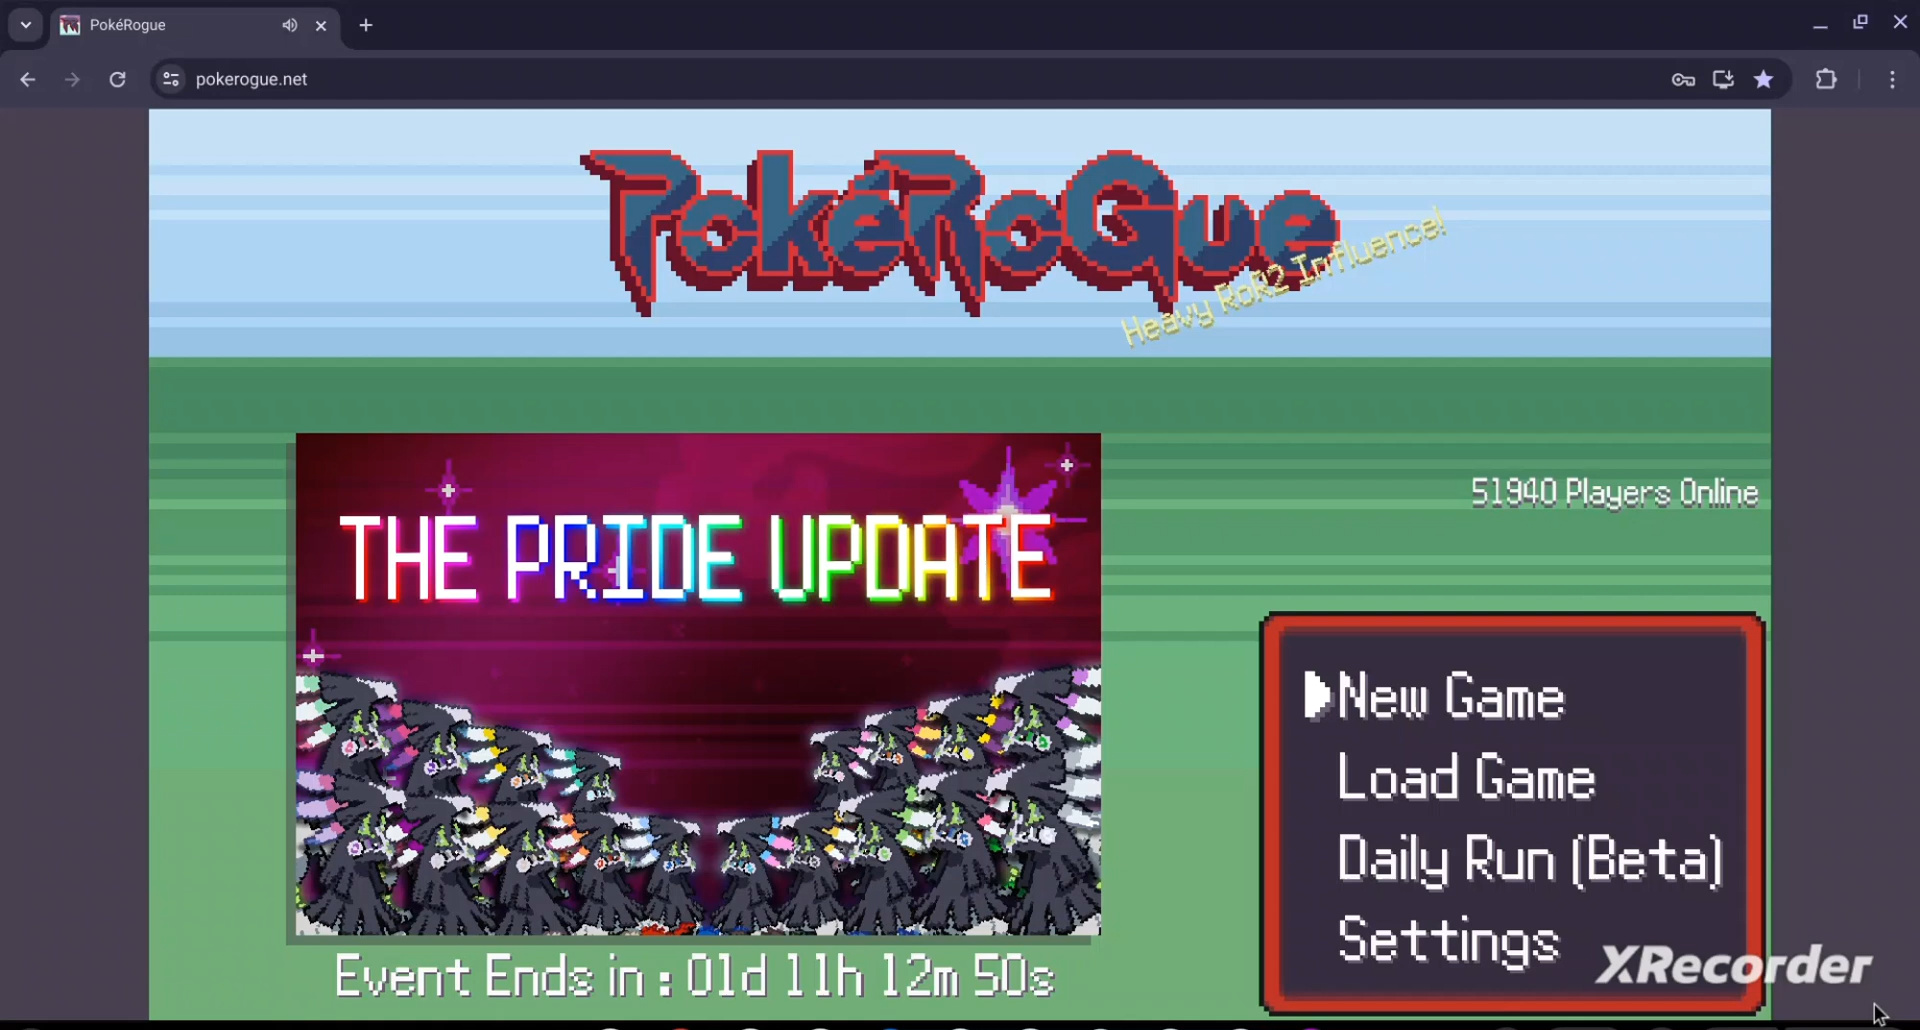 PokéRogue
pokerogue.net
PokéRoGue
Heavy RoR2 Influence!
THE PRIDE UPDATE
51940 Players Online
New Game
Load Game
Daily Run (Beta)
Settings
Event Ends in : 01d 11h 12m 50s
XRecorder